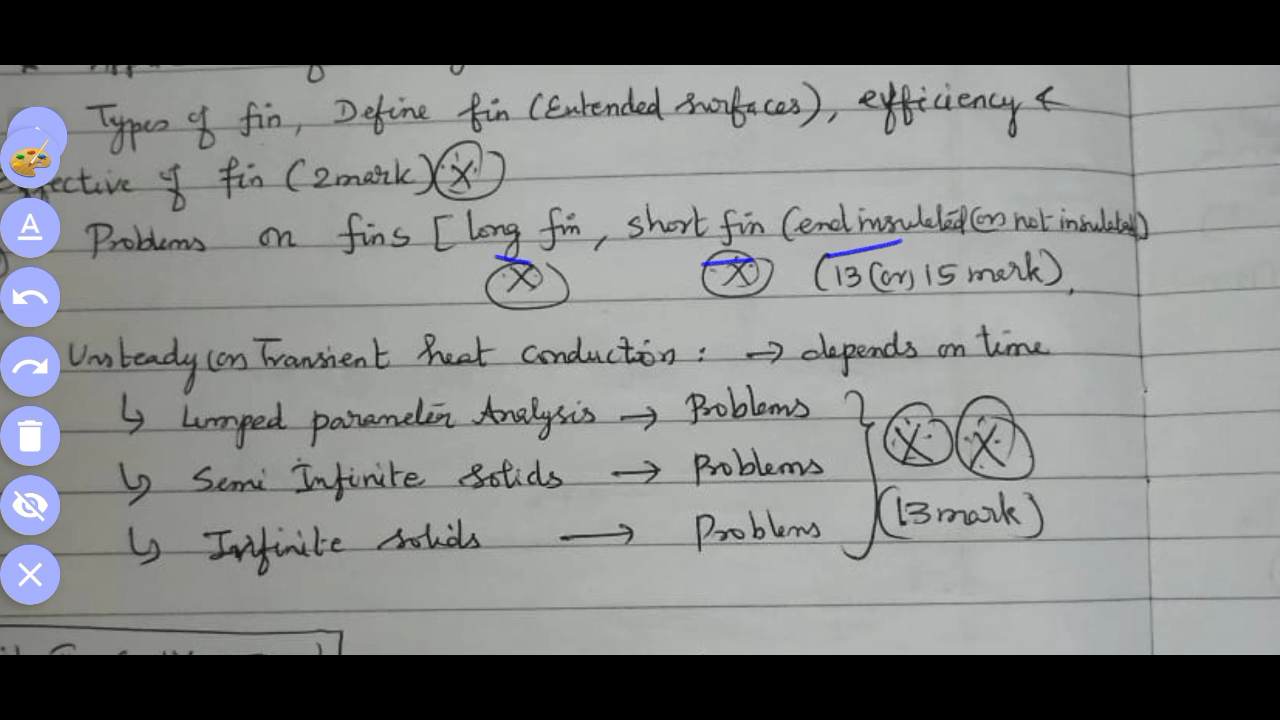 Types of fin, Define fin (Extended surfaces), efficiency &
fective of fin (2mark) (X)
Problems on fins [long fin, short fin (end insulated (or) not insulated)
(X) (X) (13 (or) 15 mark).
Unsteady (or) Transient heat conduction : → depends on time
↳ Lumped parameter Analysis → Problems
↳ Semi Infinite solids → Problems
(X) (X)
(13 mark)
↳ Infinite solids → Problems
A